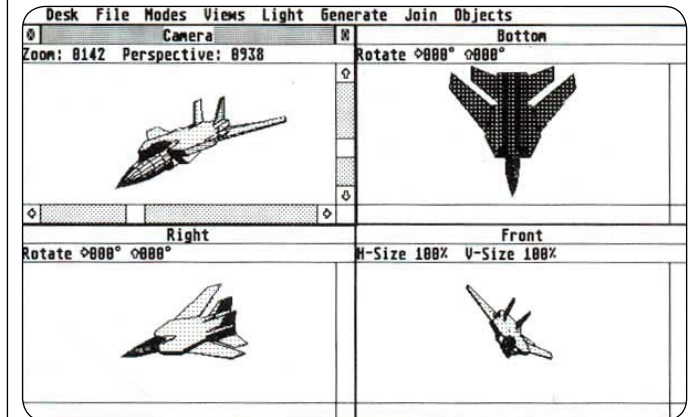 Desk File Modes Views Light Generate Join Objects
Camera
Bottom
Zoom: 0142 Perspective: 0938
Rotate ⇨000° ⇧000°
Right
Front
Rotate ⇨000° ⇧000°
H-Size 100% V-Size 100%